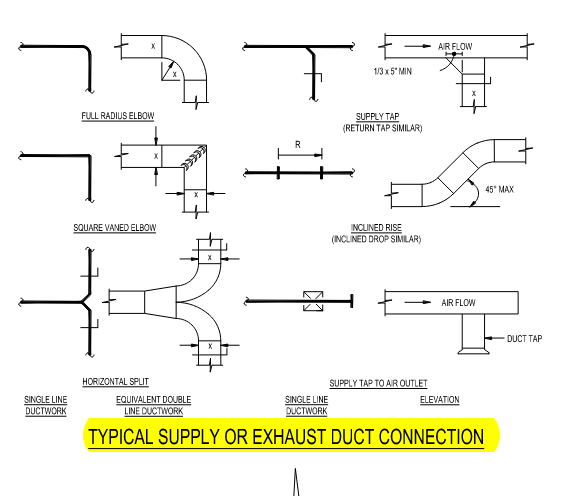 X
X
FULL RADIUS ELBOW
AIR FLOW
1/3 x 5" MIN
X
SUPPLY TAP
(RETURN TAP SIMILAR)
X
X
SQUARE VANED ELBOW
R
45° MAX
INCLINED RISE
(INCLINED DROP SIMILAR)
X
X
HORIZONTAL SPLIT
AIR FLOW
DUCT TAP
SUPPLY TAP TO AIR OUTLET
SINGLE LINE
DUCTWORK
EQUIVALENT DOUBLE
LINE DUCTWORK
SINGLE LINE
DUCTWORK
ELEVATION
TYPICAL SUPPLY OR EXHAUST DUCT CONNECTION